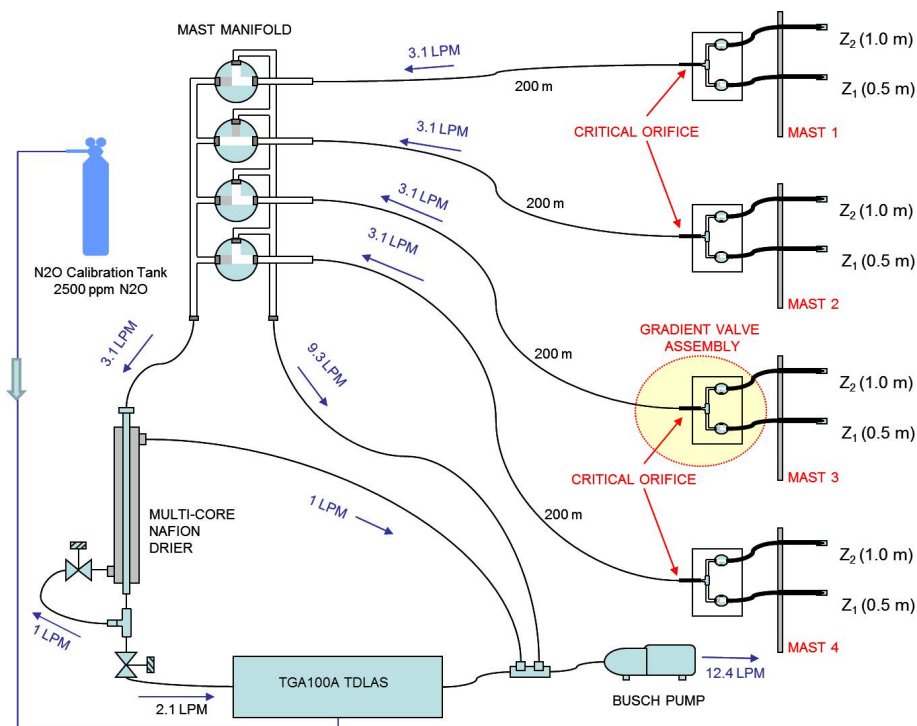 MAST MANIFOLD
3.1 LPM
200 m
Z2 (1.0 m)
Z1 (0.5 m)
MAST 1
CRITICAL ORIFICE
3.1 LPM
200 m
Z2 (1.0 m)
Z1 (0.5 m)
MAST 2
3.1 LPM
3.1 LPM
N2O Calibration Tank
2500 ppm N2O
3.1 LPM
9.3 LPM
GRADIENT VALVE
ASSEMBLY
200 m
Z2 (1.0 m)
Z1 (0.5 m)
MAST 3
CRITICAL ORIFICE
1 LPM
200 m
MULTI-CORE
NAFION
DRIER
Z2 (1.0 m)
Z1 (0.5 m)
MAST 4
1 LPM
2.1 LPM
TGA100A TDLAS
BUSCH PUMP
12.4 LPM